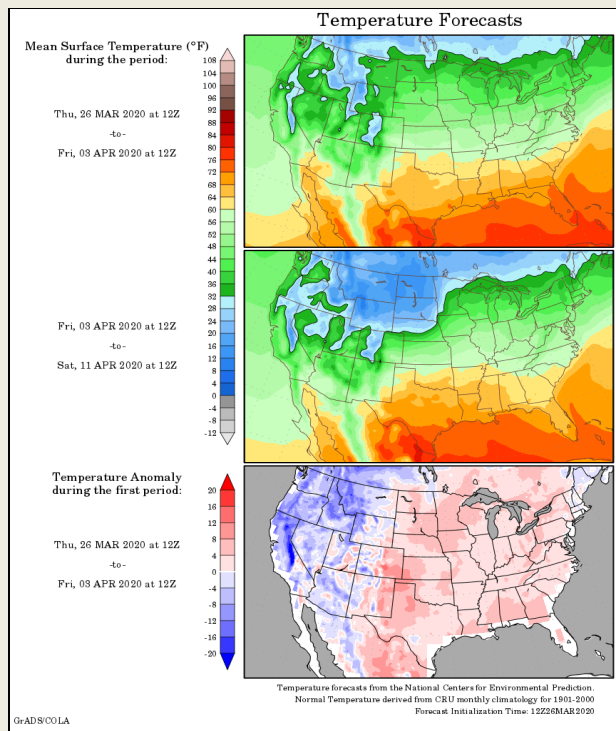 Temperature Forecasts
Mean Surface Temperature (°F)
during the period:
Thu, 26 MAR 2020 at 12Z
-to-
Fri, 03 APR 2020 at 12Z
108
104
100
96
92
88
84
80
76
72
68
64
60
56
52
48
44
40
36
32
28
24
20
16
12
8
4
0
-4
-8
-12
Fri, 03 APR 2020 at 12Z
-to-
Sat, 11 APR 2020 at 12Z
Temperature Anomaly
during the first period:
Thu, 26 MAR 2020 at 12Z
-to-
Fri, 03 APR 2020 at 12Z
20
16
12
8
4
0
-4
-8
-12
-16
-20
Temperature forecasts from the National Centers for Environmental Prediction.
Normal Temperature derived from CRU monthly climatology for 1901-2000
Forecast Initialization Time: 12Z26MAR2020
GrADS/COLA